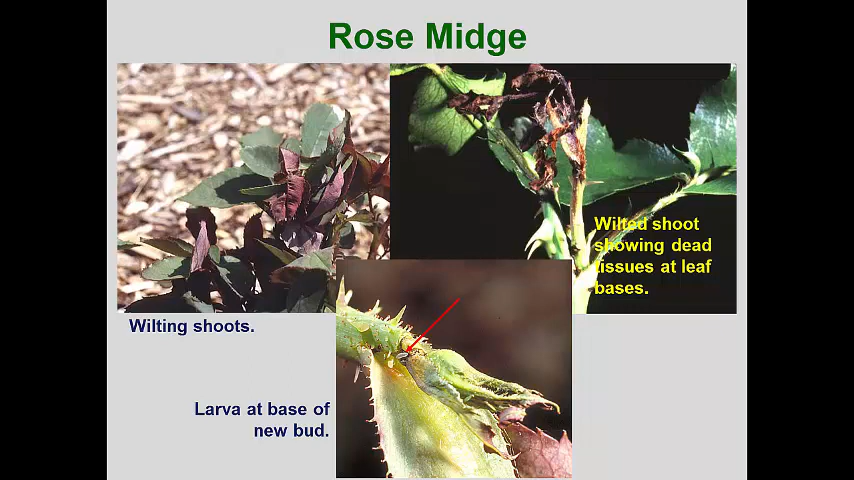 Rose Midge
Wilted shoot
showing dead
tissues at leaf
bases.
Wilting shoots.
Larva at base of
new bud.